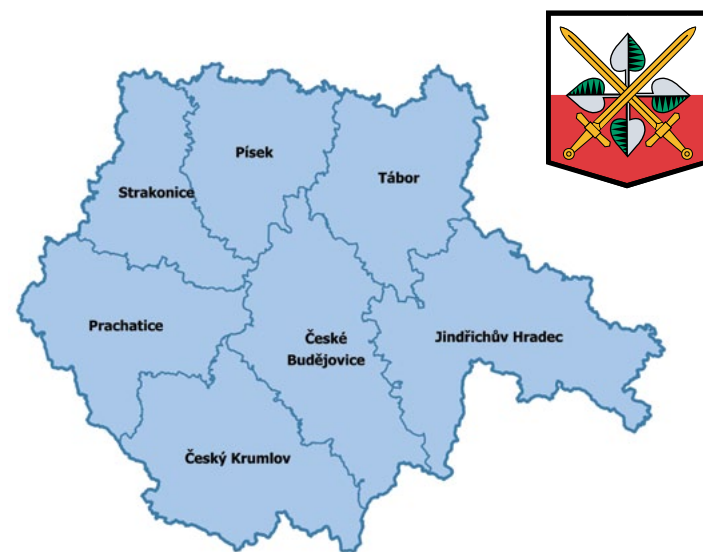 Písek
Tábor
Strakonice
Prachatice
České
Budějovice
Jindřichův Hradec
Český Krumlov